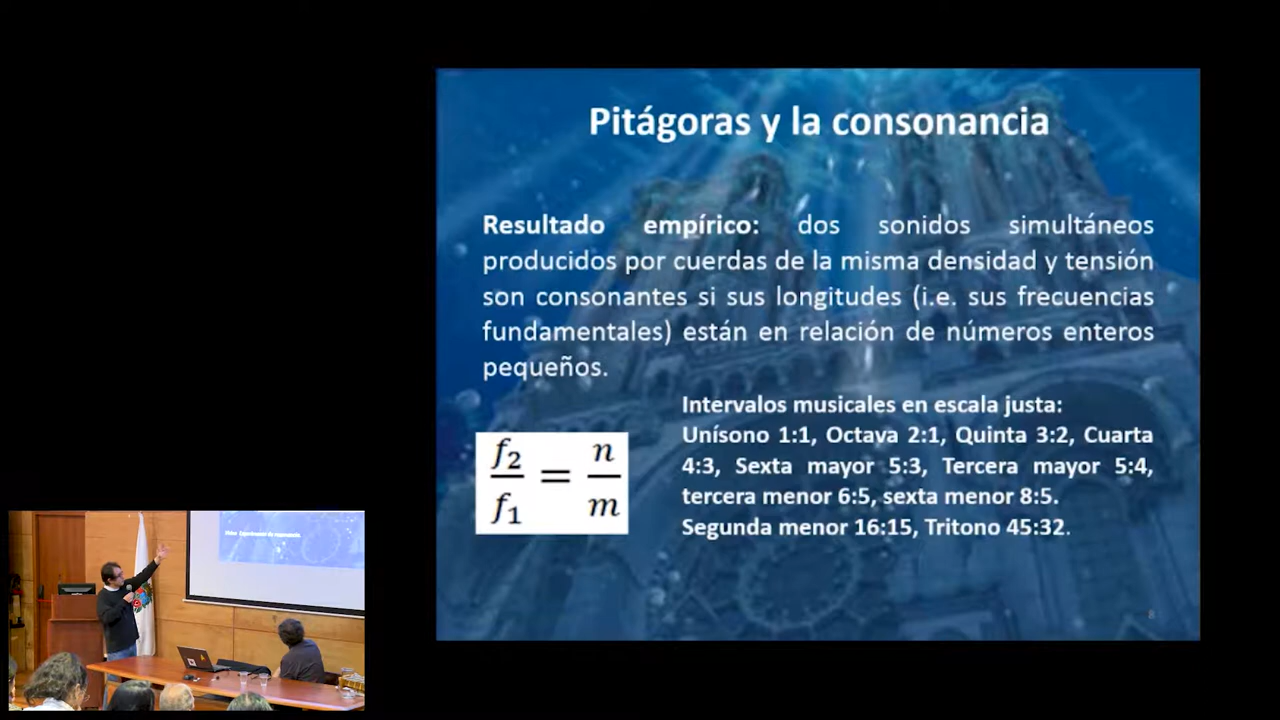 Pitágoras y la consonancia
Resultado empírico: dos sonidos simultáneos
producidos por cuerdas de la misma densidad y tensión
son consonantes si sus longitudes (i.e. sus frecuencias
fundamentales) están en relación de números enteros
pequeños.
f₂/f₁ = n/m
Intervalos musicales en escala justa:
Unísono 1:1, Octava 2:1, Quinta 3:2, Cuarta
4:3, Sexta mayor 5:3, Tercera mayor 5:4,
tercera menor 6:5, sexta menor 8:5.
Segunda menor 16:15, Tritono 45:32.